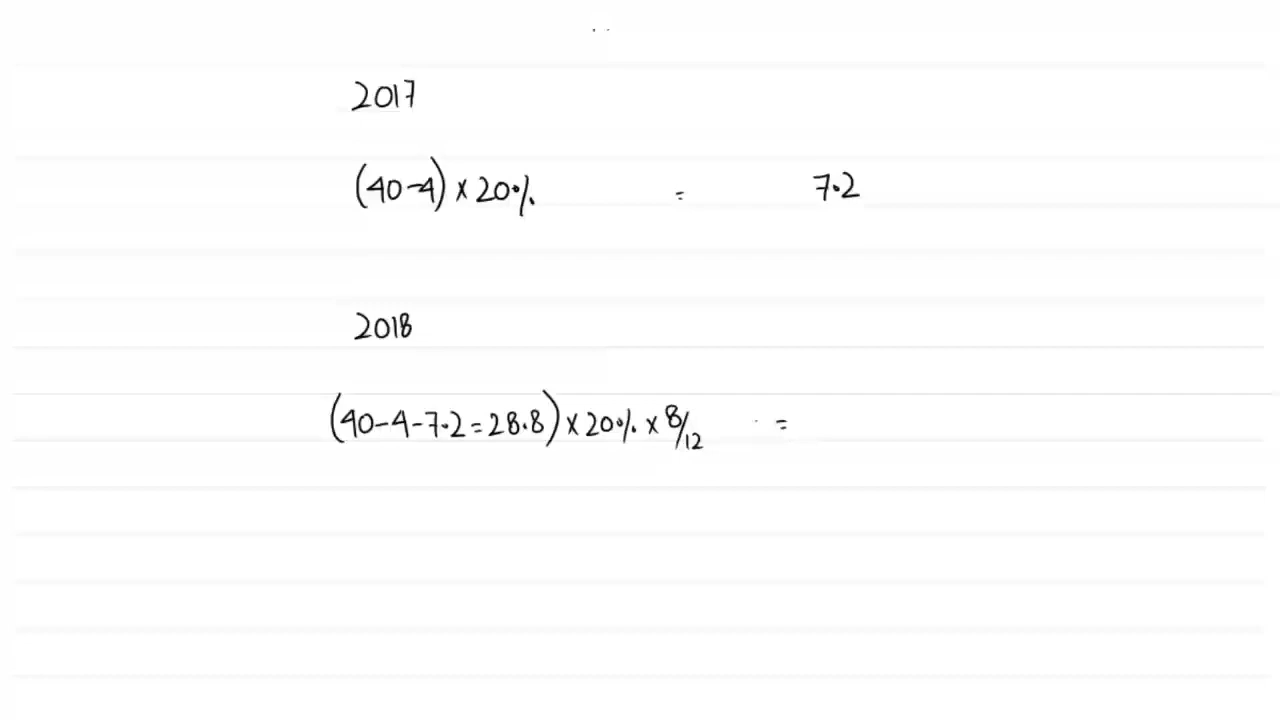 2017
(40-4) × 20% = 7.2
2018
(40-4-7.2=28.8) × 20% × 8/12 =